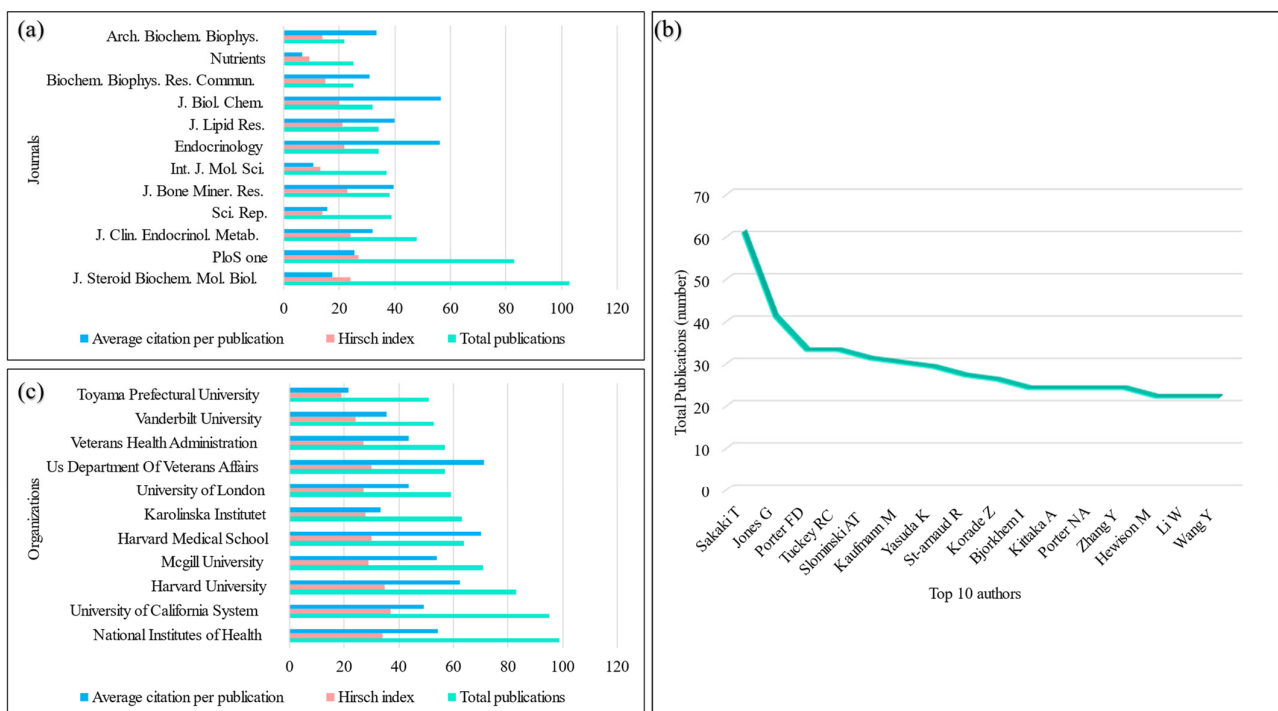 (a)
Journals
Arch. Biochem. Biophys.
Nutrients
Biochem. Biophys. Res. Commun.
J. Biol. Chem.
J. Lipid Res.
Endocrinology
Int. J. Mol. Sci.
J. Bone Miner. Res.
Sci. Rep.
J. Clin. Endocrinol. Metab.
PloS one
J. Steroid Biochem. Mol. Biol.
0 20 40 60 80 100 120
Average citation per publication Hirsch index Total publications
(b)
Total Publications (number)
70
60
50
40
30
20
10
0
Sakaki T
Jones G
Porter FD
Tuckey RC
Slominski AT
Kaufmann M
Yasuda K
St-arnaud R
Korade Z
Bjorkhem I
Kittaka A
Porter NA
Zhang Y
Hewison M
Li W
Wang Y
Top 10 authors
(c)
Organizations
Toyama Prefectural University
Vanderbilt University
Veterans Health Administration
Us Department Of Veterans Affairs
University of London
Karolinska Institutet
Harvard Medical School
Mcgill University
Harvard University
University of California System
National Institutes of Health
0 20 40 60 80 100 120
Average citation per publication Hirsch index Total publications